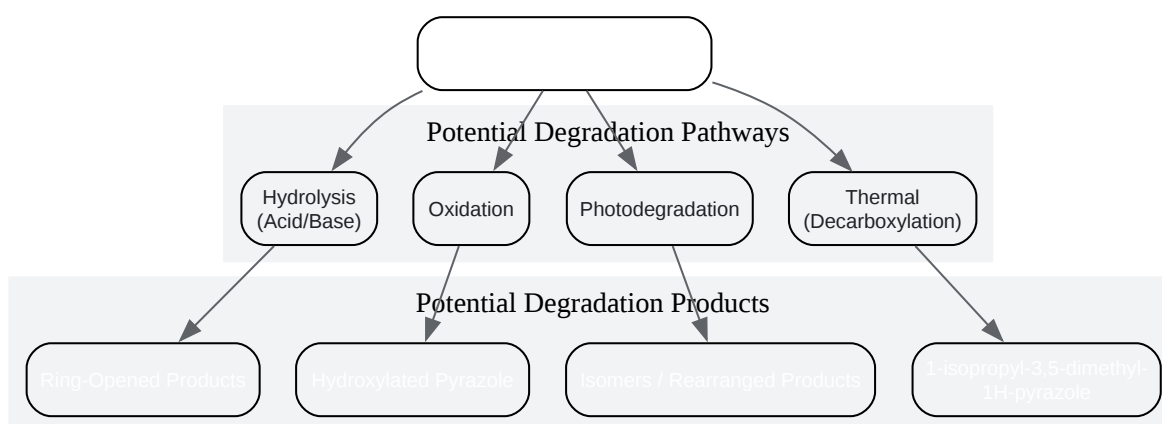 Potential Degradation Pathways
Hydrolysis
(Acid/Base)
Oxidation
Photodegradation
Thermal
(Decarboxylation)
Potential Degradation Products
Ring-Opened Products
Hydroxylated Pyrazole
Isomers / Rearranged Products
1-isopropyl-3,5-dimethyl-
1H-pyrazole